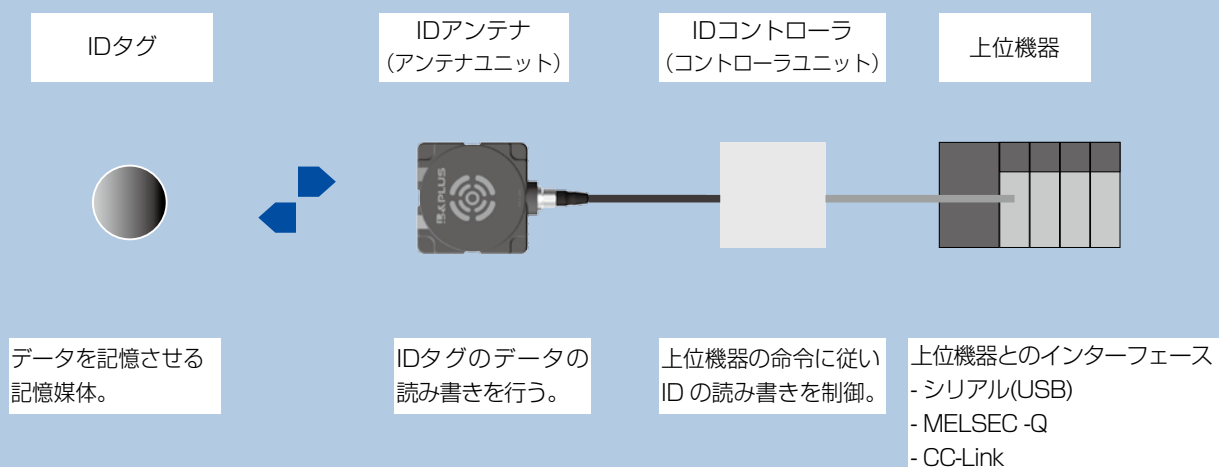 IDタグ
IDアンテナ
（アンテナユニット）
IDコントローラ
（コントローラユニット）
上位機器
B&PLUS
データを記憶させる
記憶媒体。
IDタグのデータの
読み書きを行う。
上位機器の命令に従い
ID の読み書きを制御。
上位機器とのインターフェース
- シリアル(USB)
- MELSEC -Q
- CC-Link